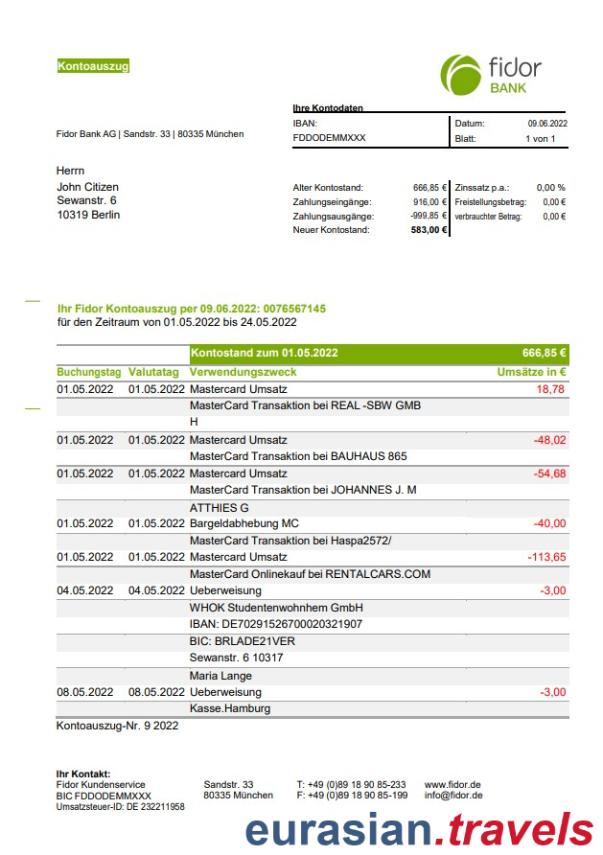 Kontoauszug
fidor
BANK
Ihre Kontodaten
IBAN: Datum: 09.06.2022
FDDODEMMXXX Blatt: 1 von 1
Fidor Bank AG | Sandstr. 33 | 80335 München
Herrn
John Citizen
Sewanstr. 6
10319 Berlin
Alter Kontostand: 666,85 € Zinssatz p.a.: 0,00 %
Zahlungseingänge: 916,00 € Freistellungsbetrag: 0,00 €
Zahlungsausgänge: -999,85 € verbrauchter Betrag: 0,00 €
Neuer Kontostand: 583,00 €
Ihr Fidor Kontoauszug per 09.06.2022: 0076567145
für den Zeitraum von 01.05.2022 bis 24.05.2022
Kontostand zum 01.05.2022 666,85 €
Buchungstag Valutatag Verwendungszweck Umsätze in €
01.05.2022 01.05.2022 Mastercard Umsatz 18,78
MasterCard Transaktion bei REAL -SBW GMB
H
01.05.2022 01.05.2022 Mastercard Umsatz -48,02
MasterCard Transaktion bei BAUHAUS 865
01.05.2022 01.05.2022 Mastercard Umsatz -54,68
MasterCard Transaktion bei JOHANNES J. M
ATTHIES G
01.05.2022 01.05.2022 Bargeldabhebung MC -40,00
MasterCard Transaktion bei Haspa2572/
01.05.2022 01.05.2022 Mastercard Umsatz -113,65
MasterCard Onlinekauf bei RENTALCARS.COM
04.05.2022 04.05.2022 Ueberweisung -3,00
WHOK Studentenwohnhem GmbH
IBAN: DE70291526700020321907
BIC: BRLADE21VER
Sewanstr. 6 10317
Maria Lange
08.05.2022 08.05.2022 Ueberweisung -3,00
Kasse.Hamburg
Kontoauszug-Nr. 9 2022
Ihr Kontakt:
Fidor Kundenservice Sandstr. 33 T: +49 (0)89 18 90 85-233 www.fidor.de
BIC FDDODEMMXXX 80335 München F: +49 (0)89 18 90 85-199 info@fidor.de
Umsatzsteuer-ID: DE 232211958
eurasian.travels